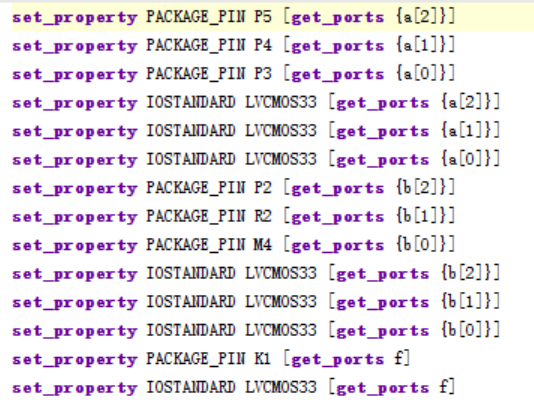 set_property PACKAGE_PIN P5 [get_ports {a[2]}]
set_property PACKAGE_PIN P4 [get_ports {a[1]}]
set_property PACKAGE_PIN P3 [get_ports {a[0]}]
set_property IOSTANDARD LVCMOS33 [get_ports {a[2]}]
set_property IOSTANDARD LVCMOS33 [get_ports {a[1]}]
set_property IOSTANDARD LVCMOS33 [get_ports {a[0]}]
set_property PACKAGE_PIN P2 [get_ports {b[2]}]
set_property PACKAGE_PIN R2 [get_ports {b[1]}]
set_property PACKAGE_PIN M4 [get_ports {b[0]}]
set_property IOSTANDARD LVCMOS33 [get_ports {b[2]}]
set_property IOSTANDARD LVCMOS33 [get_ports {b[1]}]
set_property IOSTANDARD LVCMOS33 [get_ports {b[0]}]
set_property PACKAGE_PIN K1 [get_ports f]
set_property IOSTANDARD LVCMOS33 [get_ports f]